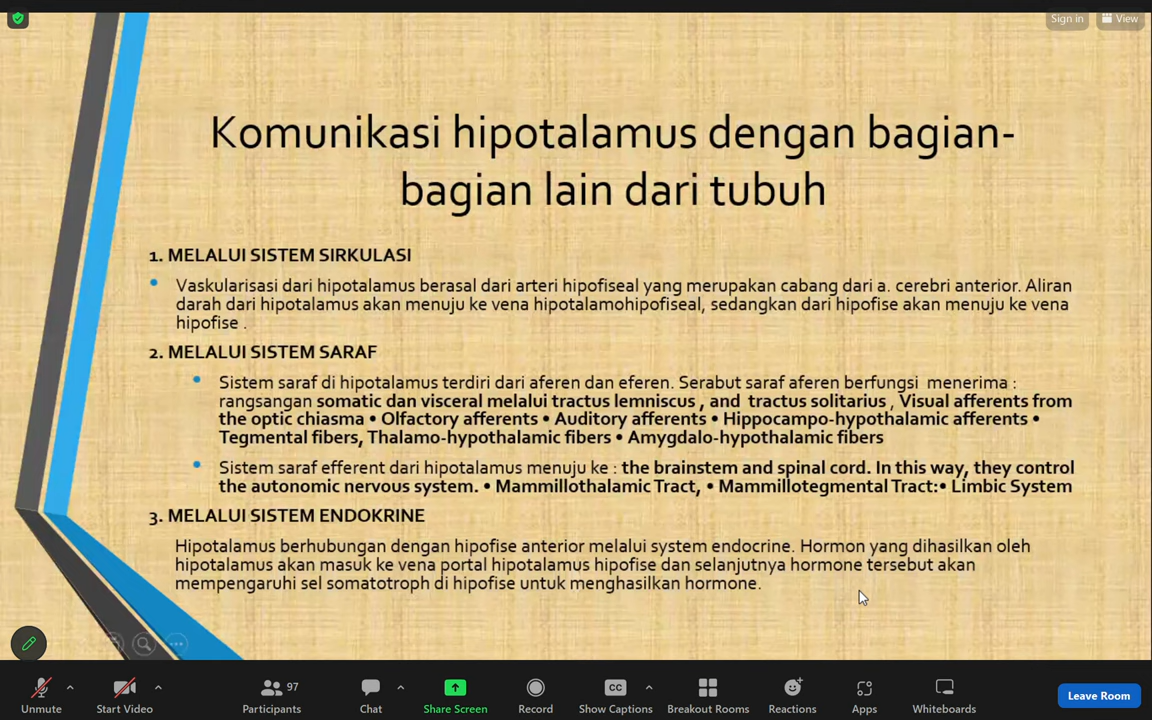 Sign in
View
Komunikasi hipotalamus dengan bagian-
bagian lain dari tubuh
1. MELALUI SISTEM SIRKULASI
• Vaskularisasi dari hipotalamus berasal dari arteri hipofiseal yang merupakan cabang dari a. cerebri anterior. Aliran
darah dari hipotalamus akan menuju ke vena hipotalamohipofiseal, sedangkan dari hipofise akan menuju ke vena
hipofise .
2. MELALUI SISTEM SARAF
• Sistem saraf di hipotalamus terdiri dari aferen dan eferen. Serabut saraf aferen berfungsi menerima :
rangsangan somatic dan visceral melalui tractus lemniscus , and tractus solitarius , Visual afferents from
the optic chiasma • Olfactory afferents • Auditory afferents • Hippocampo-hypothalamic afferents •
Tegmental fibers, Thalamo-hypothalamic fibers • Amygdalo-hypothalamic fibers
• Sistem saraf efferent dari hipotalamus menuju ke : the brainstem and spinal cord. In this way, they control
the autonomic nervous system. • Mammillothalamic Tract, • Mammillotegmental Tract:• Limbic System
3. MELALUI SISTEM ENDOKRINE
Hipotalamus berhubungan dengan hipofise anterior melalui system endocrine. Hormon yang dihasilkan oleh
hipotalamus akan masuk ke vena portal hipotalamus hipofise dan selanjutnya hormone tersebut akan
mempengaruhi sel somatotroph di hipofise untuk menghasilkan hormone.
97
CC
Unmute
Start Video
Participants
Chat
Share Screen
Record
Show Captions
Breakout Rooms
Reactions
Apps
Whiteboards
Leave Room